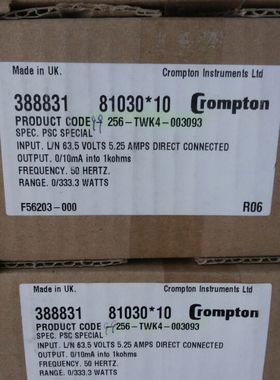 Made in UK. Crompton Instruments Ltd
388831 81030*10 Crompton
PRODUCT CODE 256-TWK4-003093
SPEC. PSC SPECIAL
INPUT. L/N 63.5 VOLTS 5.25 AMPS DIRECT CONNECTED
OUTPUT. 0/10mA into 1kohms
FREQUENCY. 50 HERTZ.
RANGE. 0/333.3 WATTS
F56203-000 R06
Made in UK. Crompton Instruments Ltd
388831 81030*10 Crompton
PRODUCT CODE 256-TWK4-003093
SPEC. PSC SPECIAL
INPUT. L/N 63.5 VOLTS 5.25 AMPS DIRECT CONNECTED
OUTPUT. 0/10mA into 1kohms
FREQUENCY. 50 HERTZ.
RANGE. 0/333.3 WATTS